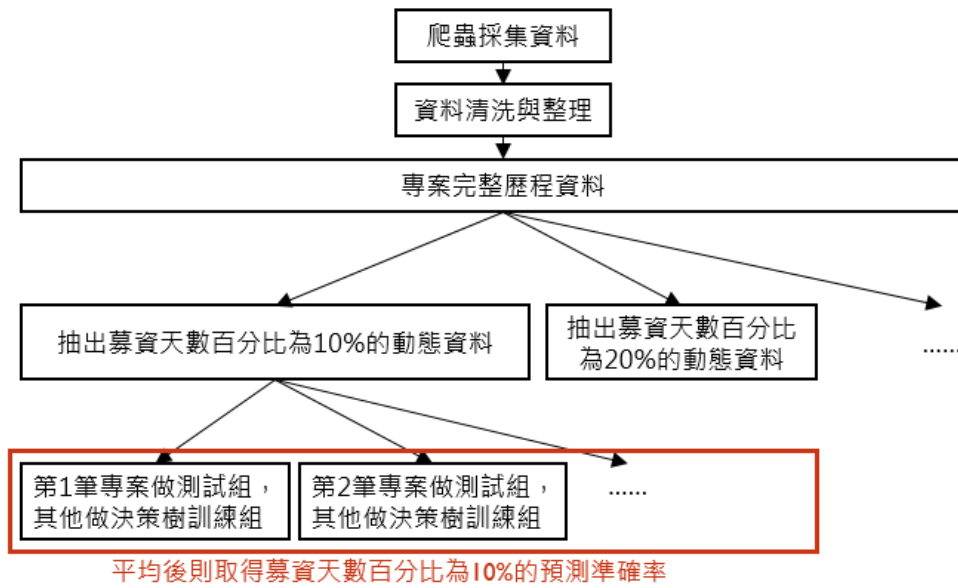 爬蟲採集資料
資料清洗與整理
專案完整歷程資料
抽出募資天數百分比為10%的動態資料
抽出募資天數百分比
為20%的動態資料
......
第1筆專案做測試組，
其他做決策樹訓練組
第2筆專案做測試組，
其他做決策樹訓練組
......
平均後則取得募資天數百分比為10%的預測準確率